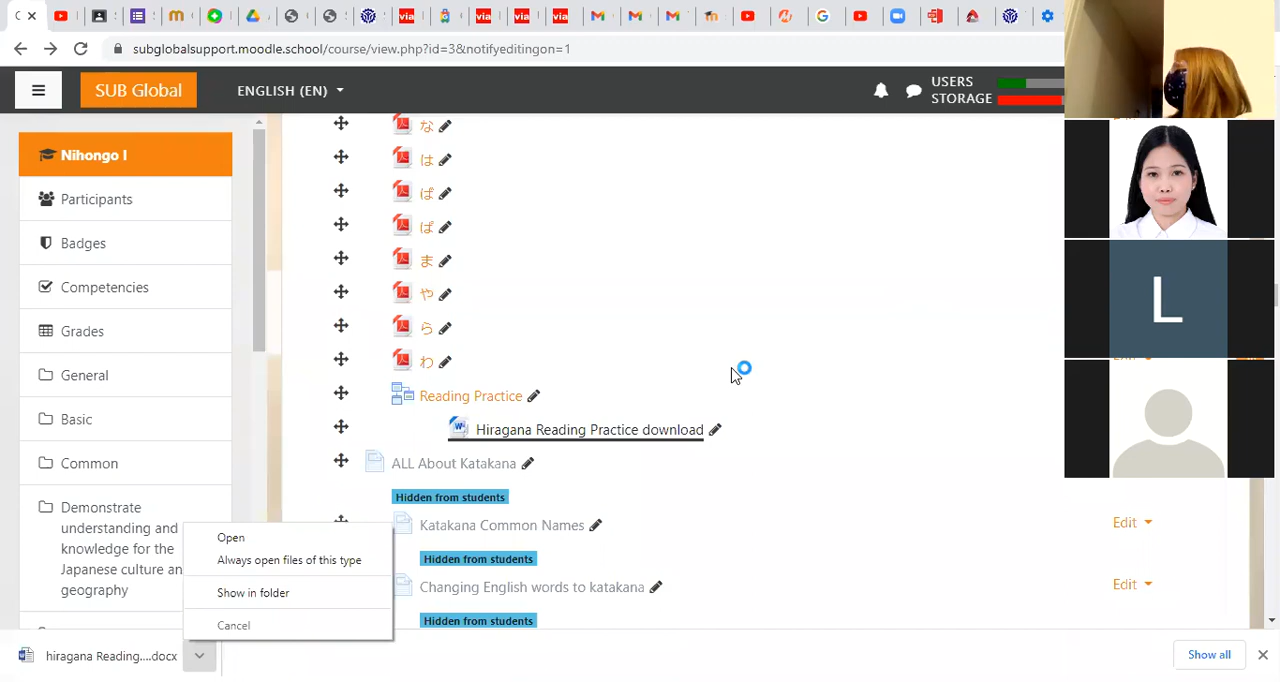 subglobalsupport.moodle.school/course/view.php?id=3&notifyeditingon=1
SUB Global
ENGLISH (EN)
USERS
STORAGE
Nihongo I
Participants
Badges
Competencies
Grades
General
Basic
Common
Demonstrate
understanding and
knowledge for the
Japanese culture an
geography
な
は
ば
ぱ
ま
や
ら
わ
Reading Practice
Hiragana Reading Practice download
ALL About Katakana
Hidden from students
Katakana Common Names
Edit
Hidden from students
Changing English words to katakana
Edit
Hidden from students
Open
Always open files of this type
Show in folder
Cancel
hiragana Reading....docx
Show all
L